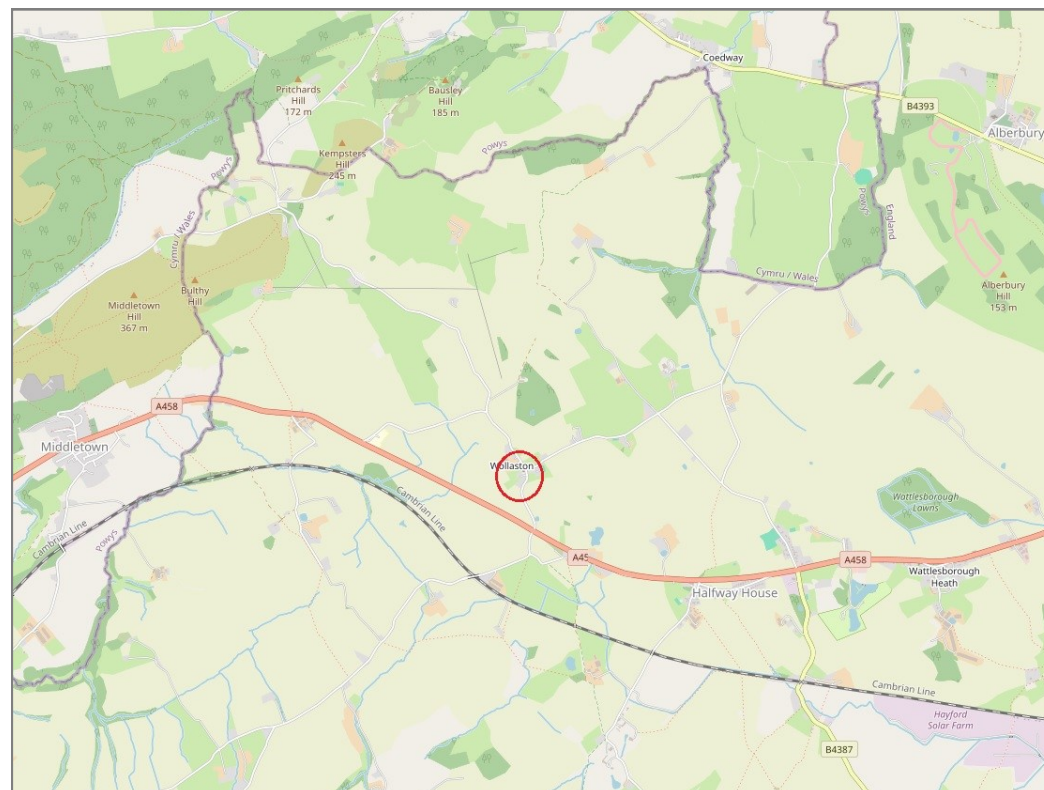 Coedway
Pritchards
Hill
172 m
Bausley
Hill
185 m
B4393
Alberbury
Kempsters
Hill
245 m
Powys
Powys
Cymru / Wales
Powys
England
Cymru / Wales
Bulthy
Hill
Middletown
Hill
367 m
Alberbury
Hill
153 m
A458
Middletown
Wollaston
Wattlesborough
Lawns
Cambrian Line
Cambrian Line
Powys
A45
A458
Wattlesborough
Heath
Halfway House
Cambrian Line
Hayford
Solar Farm
B4387